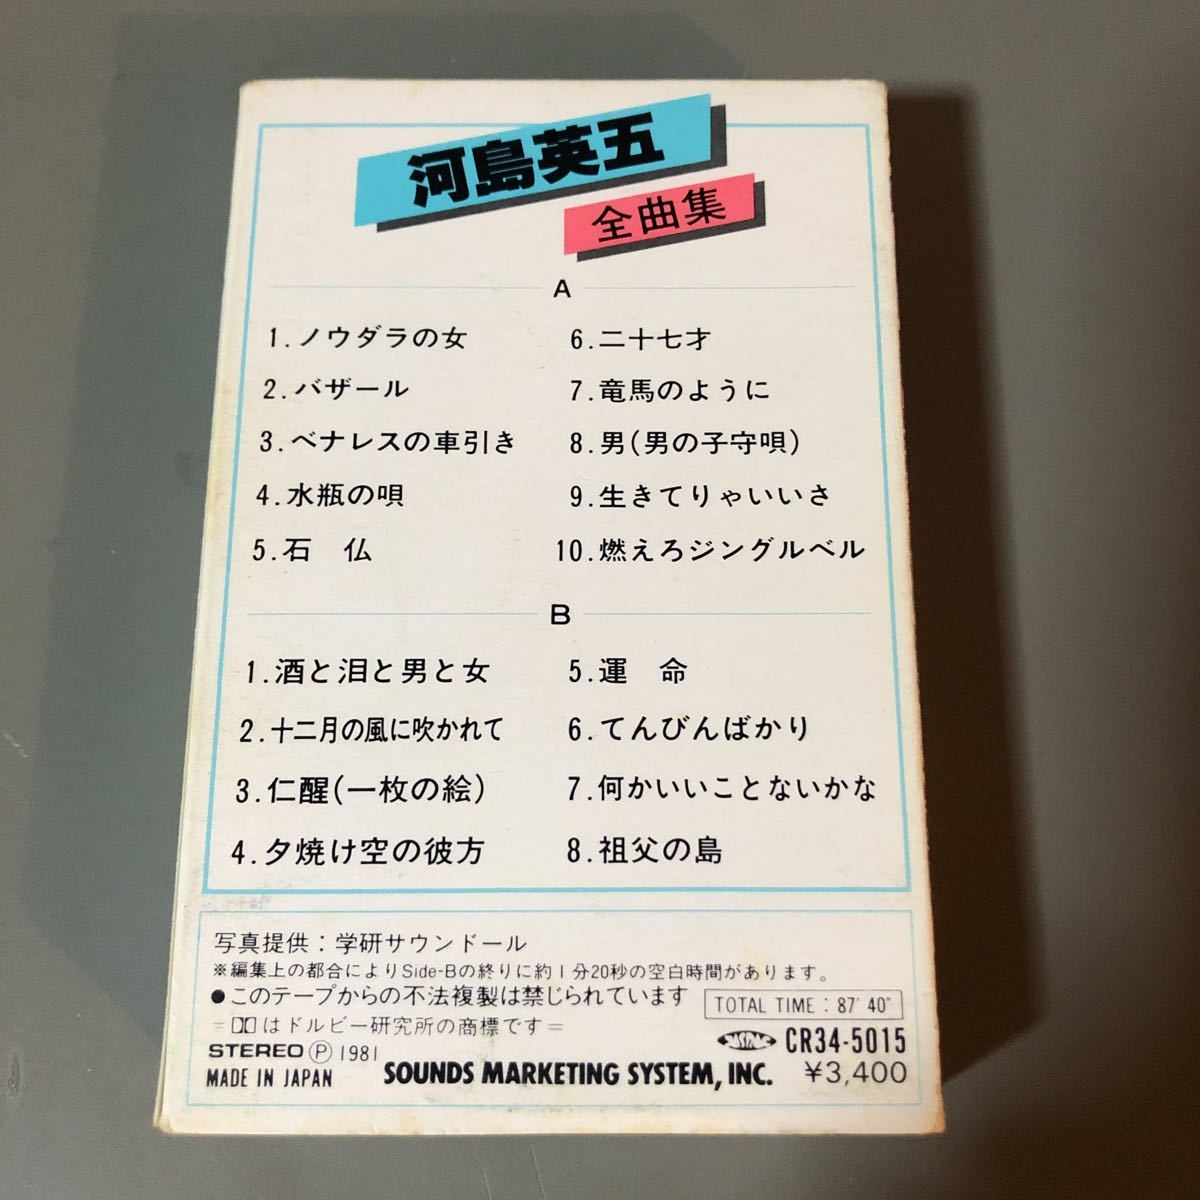 河島英五
全曲集
A
1.ノウダラの女
2.バザール
3.ベナレスの車引き
4.水瓶の唄
5.石 仏
6.二十七才
7.竜馬のように
8.男(男の子守唄)
9.生きてりゃいいさ
10.燃えろジングルベル
B
1.酒と泪と男と女
2.十二月の風に吹かれて
3.仁醒(一枚の絵)
4.夕焼け空の彼方
5.運 命
6.てんびんばかり
7.何かいいことないかな
8.祖父の島
写真提供:学研サウンドール
※編集上の都合によりSide-Bの終りに約1分20秒の空白時間があります。
●このテープからの不法複製は禁じられています
TOTAL TIME : 87' 40"
=はドルビー研究所の商標です=
STEREO Ⓟ 1981
JASRAC CR34-5015
MADE IN JAPAN SOUNDS MARKETING SYSTEM, INC. ¥3,400